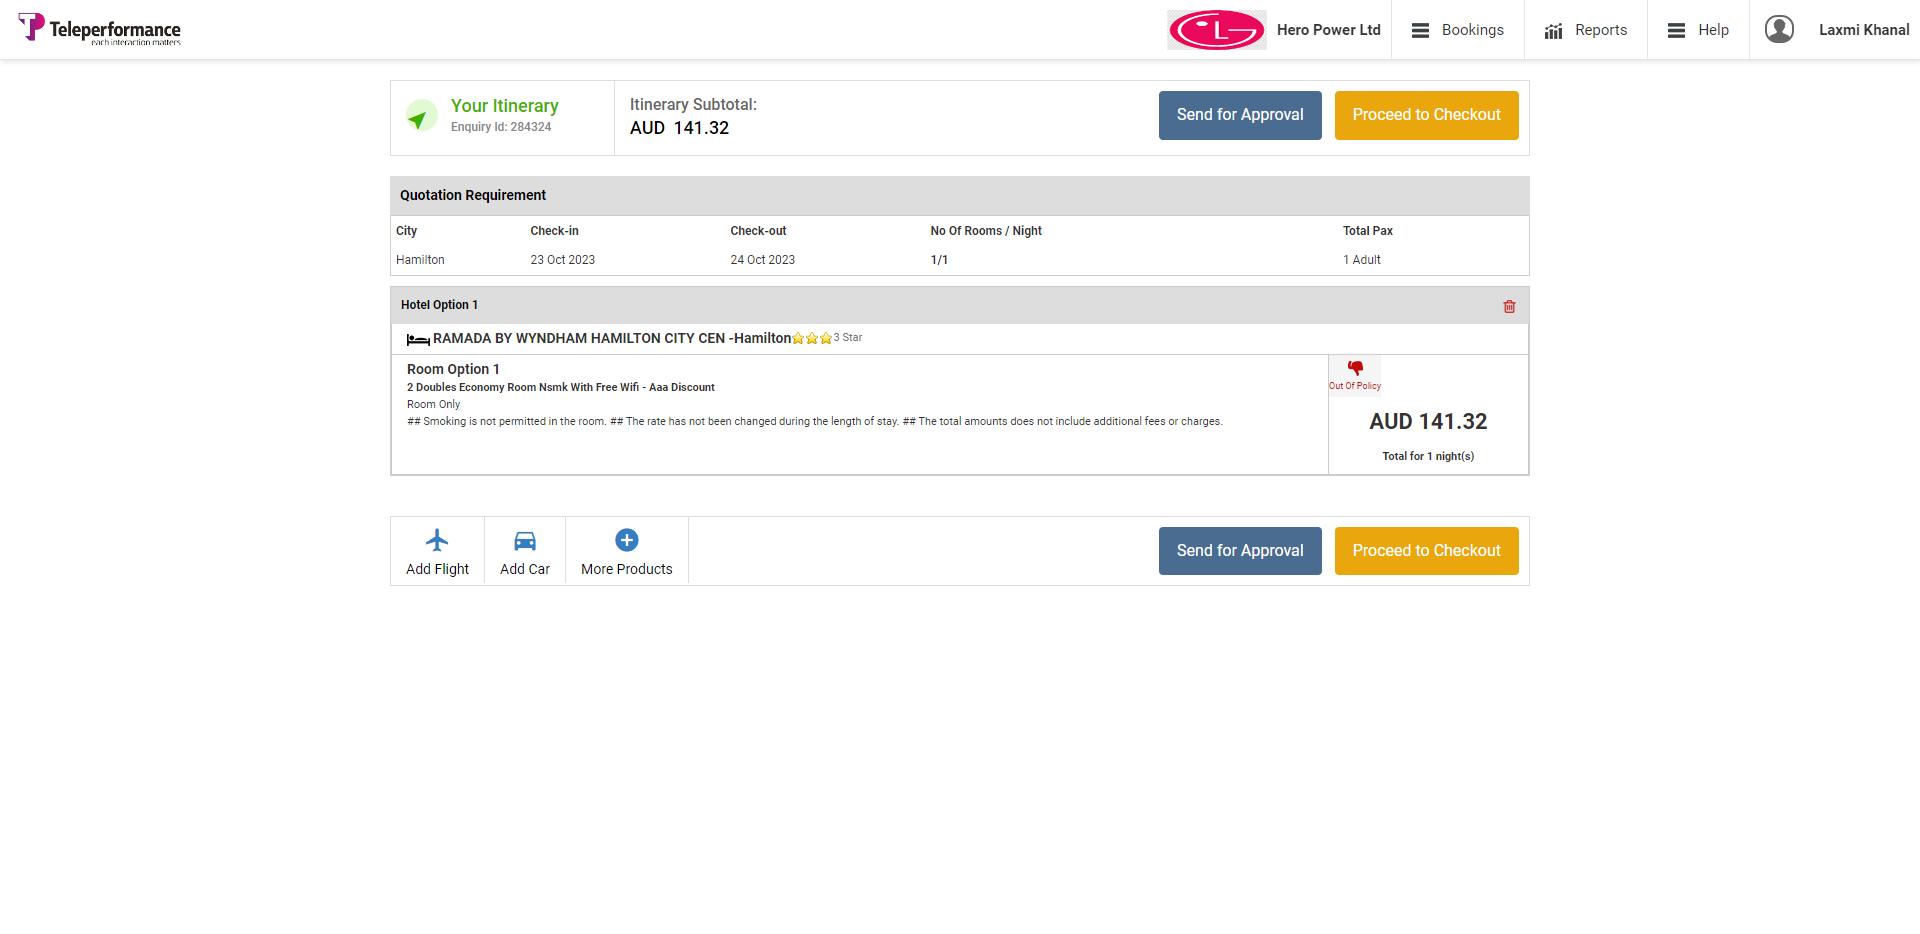 Teleperformance
each interaction matters
LG
Hero Power Ltd
Bookings
Reports
Help
Laxmi Khanal
Your Itinerary
Enquiry Id: 284324
Itinerary Subtotal:
AUD 141.32
Send for Approval
Proceed to Checkout
Quotation Requirement
City Check-in Check-out No Of Rooms / Night Total Pax
Hamilton 23 Oct 2023 24 Oct 2023 1/1 1 Adult
Hotel Option 1
RAMADA BY WYNDHAM HAMILTON CITY CEN -Hamilton 3 Star
Room Option 1
2 Doubles Economy Room Nsmk With Free Wifi - Aaa Discount
Room Only
## Smoking is not permitted in the room. ## The rate has not been changed during the length of stay. ## The total amounts does not include additional fees or charges.
Out Of Policy
AUD 141.32
Total for 1 night(s)
Add Flight
Add Car
More Products
Send for Approval
Proceed to Checkout